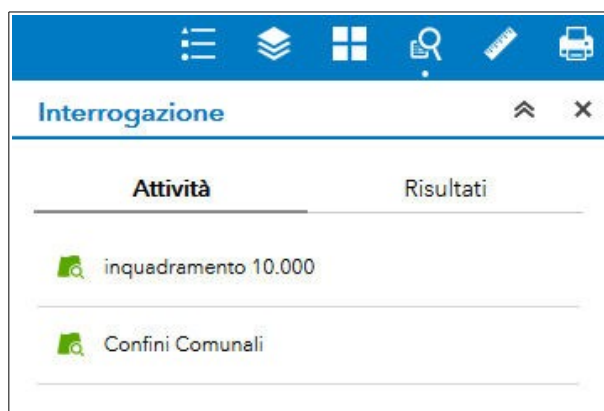 Interrogazione
Attività Risultati
inquadramento 10.000
Confini Comunali